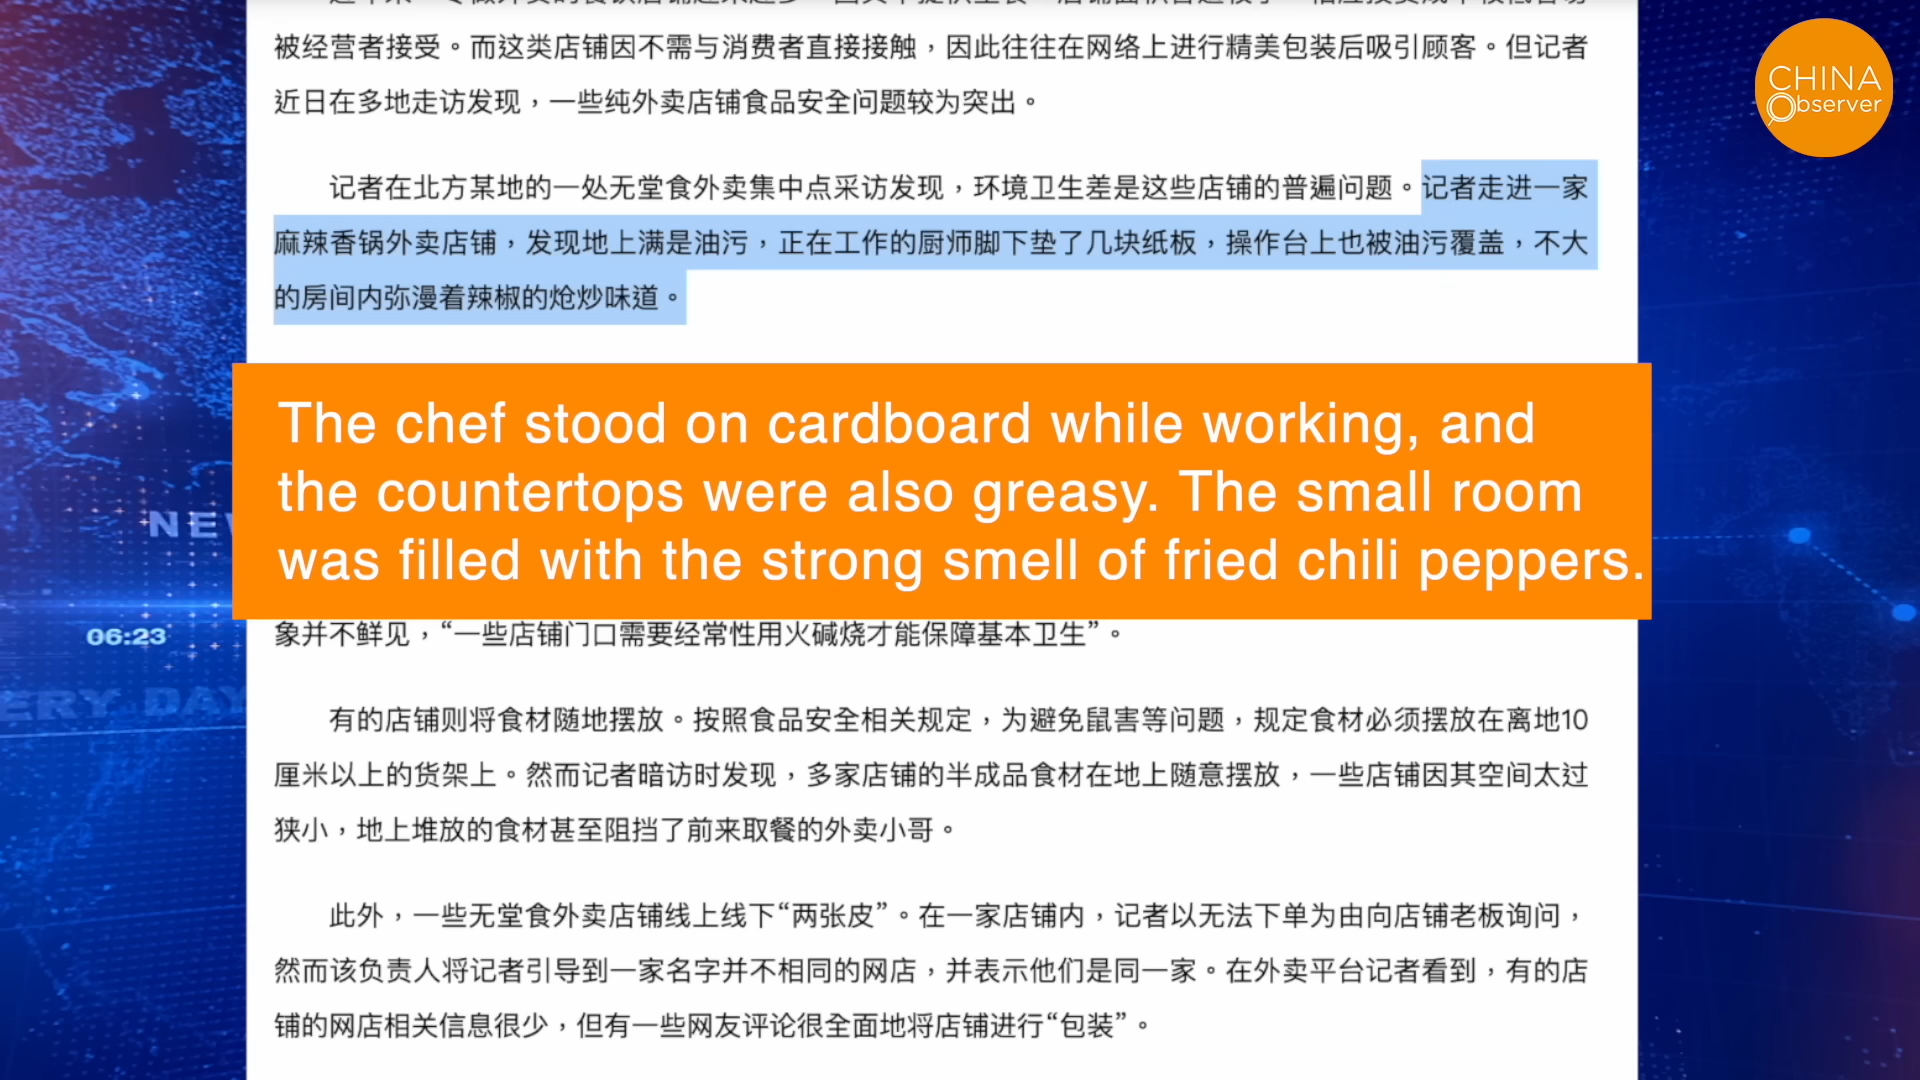 被经营者接受。而这类店铺因不需与消费者直接接触，因此往往在网络上进行精美包装后吸引顾客。但记者
近日在多地走访发现，一些纯外卖店铺食品安全问题较为突出。
记者在北方某地的一处无堂食外卖集中点采访发现，环境卫生差是这些店铺的普遍问题。记者走进一家
麻辣香锅外卖店铺，发现地上满是油污，正在工作的厨师脚下垫了几块纸板，操作台上也被油污覆盖，不大
的房间内弥漫着辣椒的炝炒味道。
The chef stood on cardboard while working, and
the countertops were also greasy. The small room
was filled with the strong smell of fried chili peppers.
象并不鲜见，“一些店铺门口需要经常性用火碱烧才能保障基本卫生”。
有的店铺则将食材随地摆放。按照食品安全相关规定，为避免鼠害等问题，规定食材必须摆放在离地10
厘米以上的货架上。然而记者暗访时发现，多家店铺的半成品食材在地上随意摆放，一些店铺因其空间太过
狭小，地上堆放的食材甚至阻挡了前来取餐的外卖小哥。
此外，一些无堂食外卖店铺线上线下“两张皮”。在一家店铺内，记者以无法下单为由向店铺老板询问，
然而该负责人将记者引导到一家名字并不相同的网店，并表示他们是同一家。在外卖平台记者看到，有的店
铺的网店相关信息很少，但有一些网友评论很全面地将店铺进行“包装”。
CHINA
Observer
NEW
06:23
ERY DAY